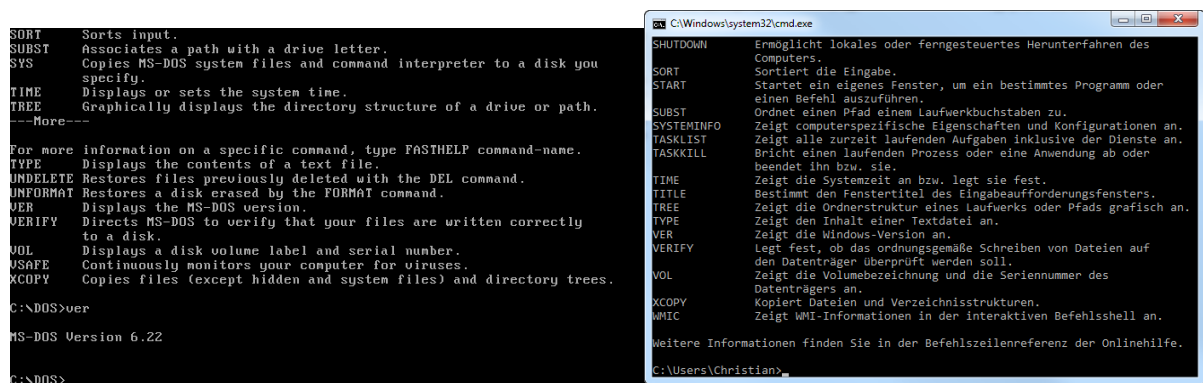 SORT Sorts input.
SUBST Associates a path with a drive letter.
SYS Copies MS-DOS system files and command interpreter to a disk you
specify.
TIME Displays or sets the system time.
TREE Graphically displays the directory structure of a drive or path.
---More---
For more information on a specific command, type FASTHELP command-name.
TYPE Displays the contents of a text file.
UNDELETE Restores files previously deleted with the DEL command.
UNFORMAT Restores a disk erased by the FORMAT command.
VER Displays the MS-DOS version.
VERIFY Directs MS-DOS to verify that your files are written correctly
to a disk.
VOL Displays a disk volume label and serial number.
VSAFE Continuously monitors your computer for viruses.
XCOPY Copies files (except hidden and system files) and directory trees.
C:\DOS>ver
MS-DOS Version 6.22
C:\DOS>
C:\Windows\system32\cmd.exe
SHUTDOWN Ermöglicht lokales oder ferngesteuertes Herunterfahren des
Computers.
SORT Sortiert die Eingabe.
START Startet ein eigenes Fenster, um ein bestimmtes Programm oder
einen Befehl auszuführen.
SUBST Ordnet einen Pfad einem Laufwerkbuchstaben zu.
SYSTEMINFO Zeigt computerspezifische Eigenschaften und Konfigurationen an.
TASKLIST Zeigt alle zurzeit laufenden Aufgaben inklusive der Dienste an.
TASKKILL Bricht einen laufenden Prozess oder eine Anwendung ab oder
beendet ihn bzw. sie.
TIME Zeigt die Systemzeit an bzw. legt sie fest.
TITLE Bestimmt den Fenstertitel des Eingabeaufforderungsfensters.
TREE Zeigt die Ordnerstruktur eines Laufwerks oder Pfads grafisch an.
TYPE Zeigt den Inhalt einer Textdatei an.
VER Zeigt die Windows-Version an.
VERIFY Legt fest, ob das ordnungsgemäße Schreiben von Dateien auf
den Datenträger überprüft werden soll.
VOL Zeigt die Volumebezeichnung und die Seriennummer des
Datenträgers an.
XCOPY Kopiert Dateien und Verzeichnisstrukturen.
WMIC Zeigt WMI-Informationen in der interaktiven Befehlsshell an.
Weitere Informationen finden Sie in der Befehlszeilenreferenz der Onlinehilfe.
C:\Users\Christian>_